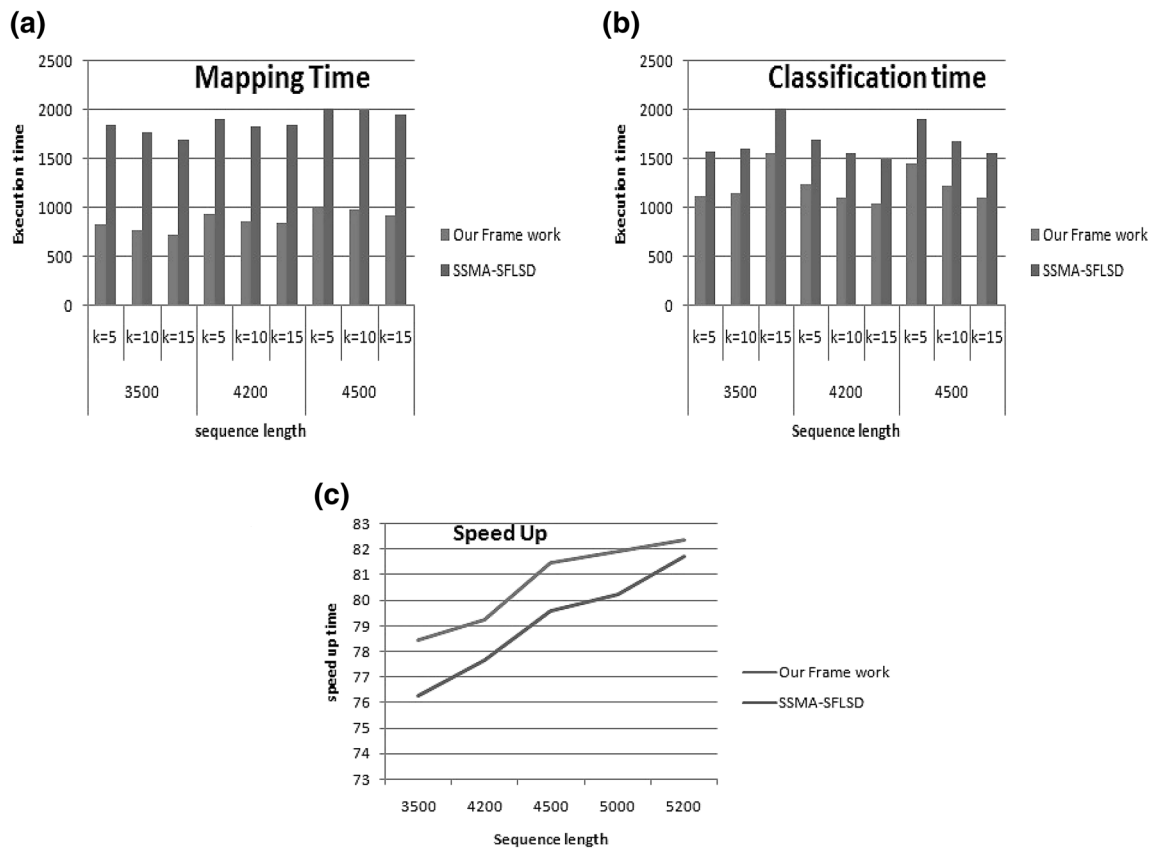 (a)
Mapping Time
2500
2000
1500
1000
500
0
Execution time
k=5 k=10 k=15 k=5 k=10 k=15 k=5 k=10 k=15
3500 4200 4500
sequence length
Our Frame work
SSMA-SFLSD
(b)
Classification time
2500
2000
1500
1000
500
0
Execution time
k=5 k=10 k=15 k=5 k=10 k=15 k=5 k=10 k=15
3500 4200 4500
Sequence length
Our Frame work
SSMA-SFLSD
(c)
Speed Up
83
82
81
80
79
78
77
76
75
74
73
speed up time
3500 4200 4500 5000 5200
Sequence length
Our Frame work
SSMA-SFLSD